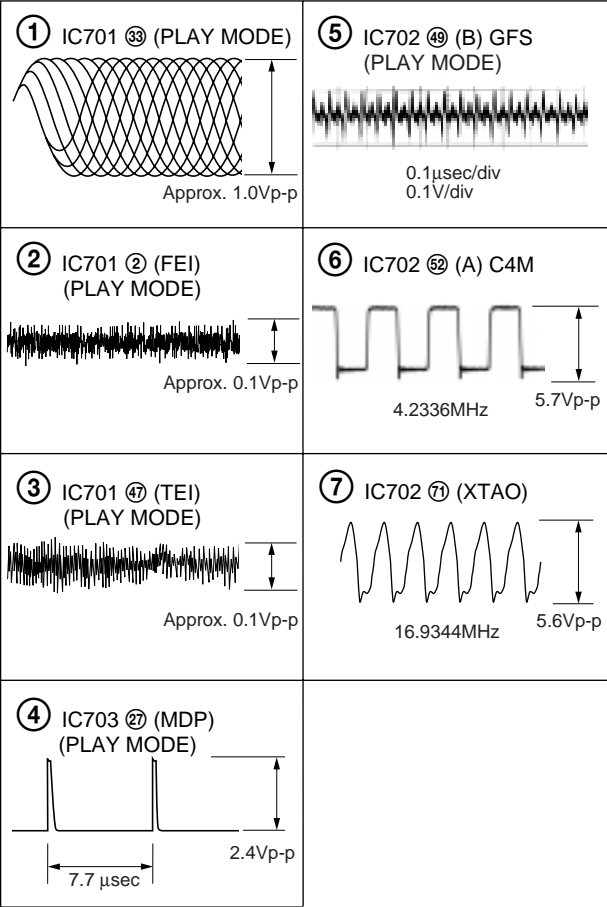 ① IC701 ㉝ (PLAY MODE)
Approx. 1.0Vp-p
② IC701 ② (FEI)
(PLAY MODE)
Approx. 0.1Vp-p
③ IC701 ㊼ (TEI)
(PLAY MODE)
Approx. 0.1Vp-p
④ IC703 ㉗ (MDP)
(PLAY MODE)
2.4Vp-p
7.7 µsec
⑤ IC702 ㊾ (B) GFS
(PLAY MODE)
0.1µsec/div
0.1V/div
⑥ IC702 52 (A) C4M
4.2336MHz
5.7Vp-p
⑦ IC702 71 (XTAO)
16.9344MHz
5.6Vp-p